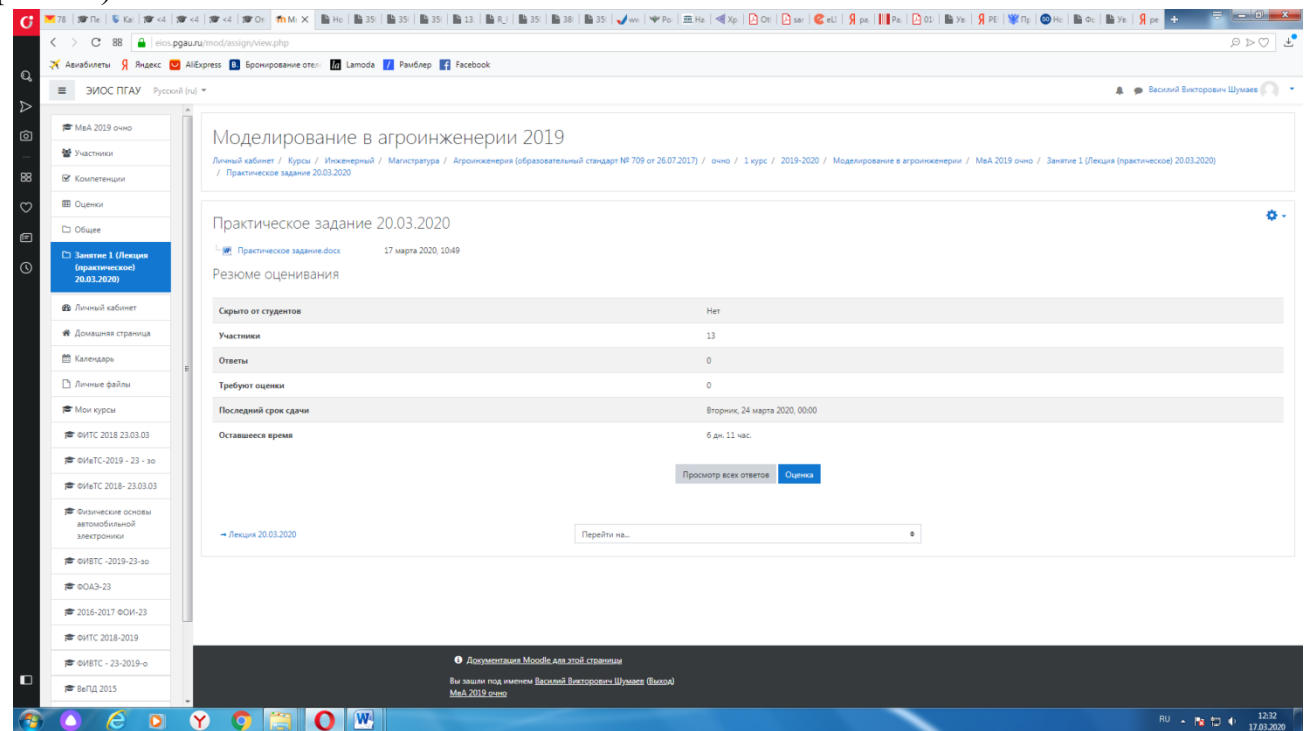 eios.pgau.ru/mod/assign/view.php
Авиабилеты Яндекс AliExpress Бронирование отел Lamoda Рамблер Facebook
ЭИОС ПГАУ Русский (ru)
Василий Викторович Шумаев
МвА 2019 очно
Участники
Компетенции
Оценки
Общее
Занятие 1 (Лекция
(практическое)
20.03.2020)
Личный кабинет
Домашняя страница
Календарь
Личные файлы
Мои курсы
ФИТС 2018 23.03.03
ФИвТС-2019 - 23 - зо
ФИвТС 2018- 23.03.03
Физические основы
автомобильной
электроники
ФИВТС -2019-23-зо
ФОАЭ-23
2016-2017 ФОИ-23
ФИТС 2018-2019
ФИВТС - 23-2019-о
ВеПД 2015
Моделирование в агроинженерии 2019
Личный кабинет / Курсы / Инженерный / Магистратура / Агроинженерия (образовательный стандарт № 709 от 26.07.2017) / очно / 1 курс / 2019-2020 / Моделирование в агроинженерии / МвА 2019 очно / Занятие 1 (Лекция (практическое) 20.03.2020)
/ Практическое задание 20.03.2020
Практическое задание 20.03.2020
Практическое задание.docx 17 марта 2020, 10:49
Резюме оценивания
Скрыто от студентов Нет
Участники 13
Ответы 0
Требуют оценки 0
Последний срок сдачи Вторник, 24 марта 2020, 00:00
Оставшееся время 6 дн. 11 час.
Просмотр всех ответов Оценка
→ Лекция 20.03.2020 Перейти на...
Документация Moodle для этой страницы
Вы зашли под именем Василий Викторович Шумаев (Выход)
МвА 2019 очно
RU 12:32
17.03.2020